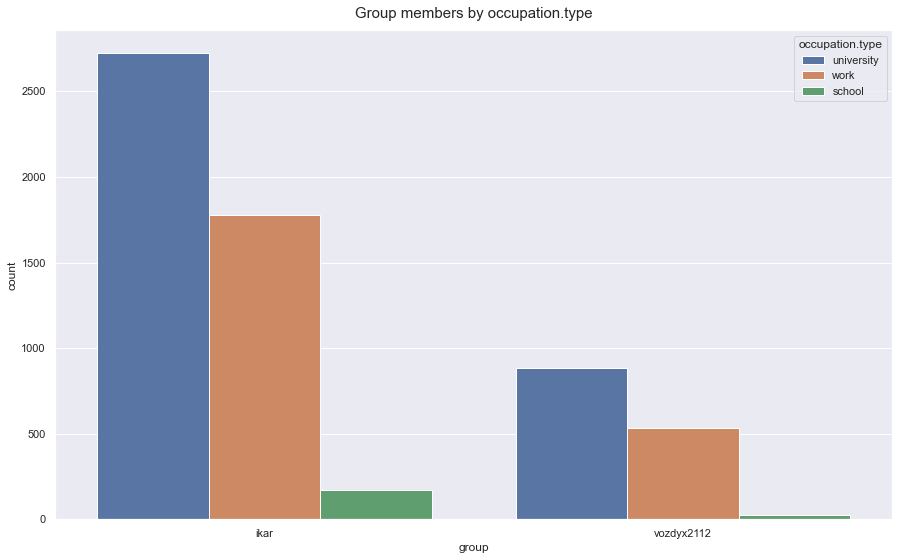 Group members by occupation.type
occupation.type
university
work
school
2500
2000
1500
1000
500
0
count
ikar
vozdyx2112
group